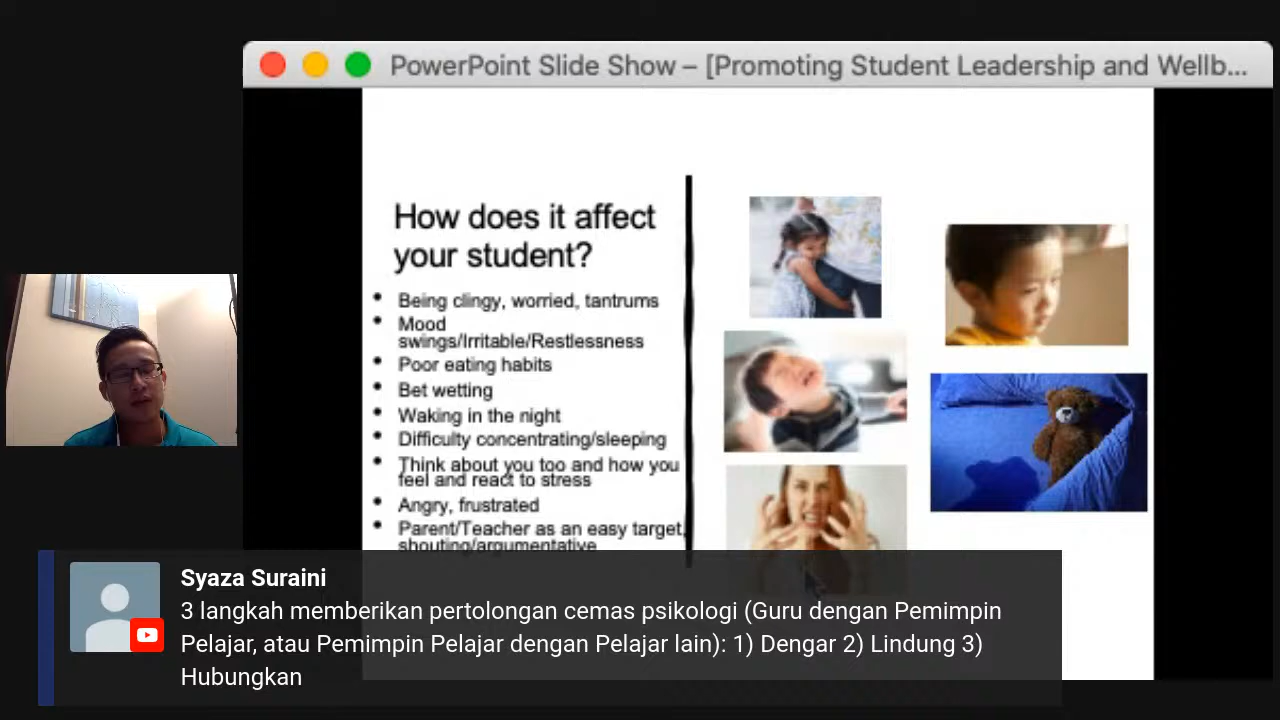 PowerPoint Slide Show – [Promoting Student Leadership and Wellb...
How does it affect
your student?
• Being clingy, worried, tantrums
• Mood
swings/Irritable/Restlessness
• Poor eating habits
• Bet wetting
• Waking in the night
• Difficulty concentrating/sleeping
• Think about you too and how you
feel and react to stress
• Angry, frustrated
• Parent/Teacher as an easy target,
shouting/argumentative
Syaza Suraini
3 langkah memberikan pertolongan cemas psikologi (Guru dengan Pemimpin
Pelajar, atau Pemimpin Pelajar dengan Pelajar lain): 1) Dengar 2) Lindung 3)
Hubungkan